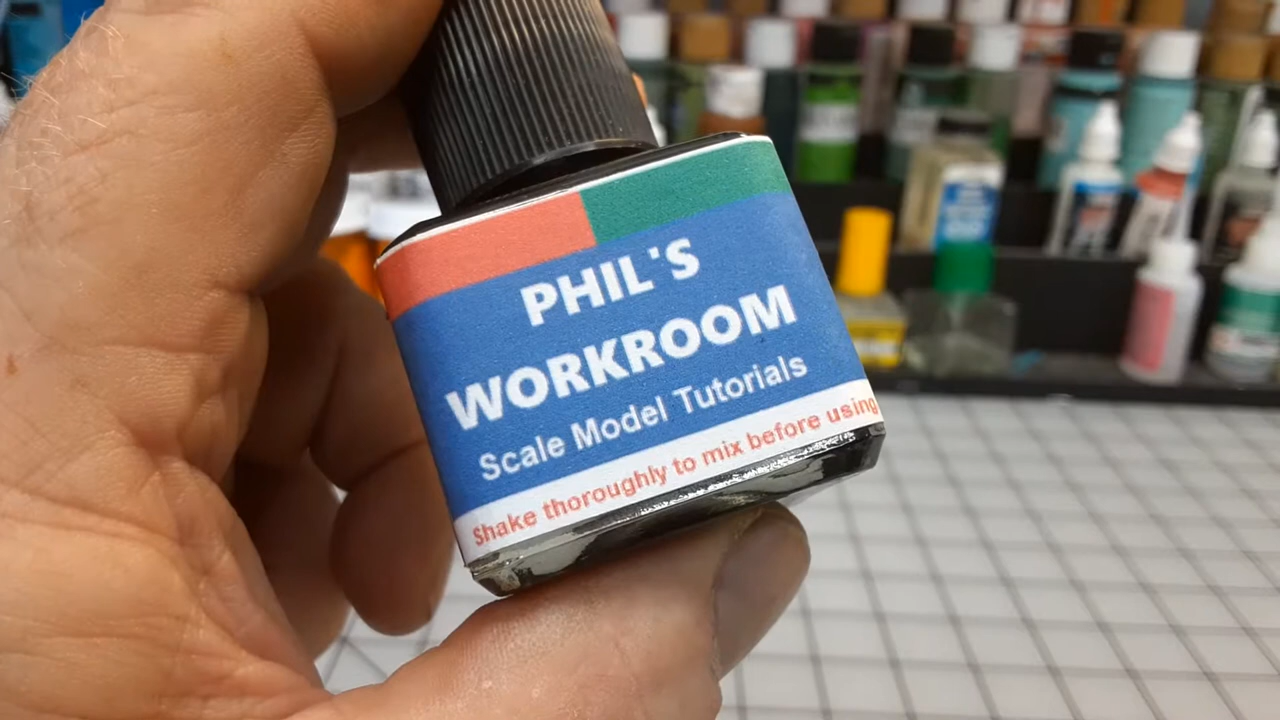 PHIL'S
WORKROOM
Scale Model Tutorials
Shake thoroughly to mix before using